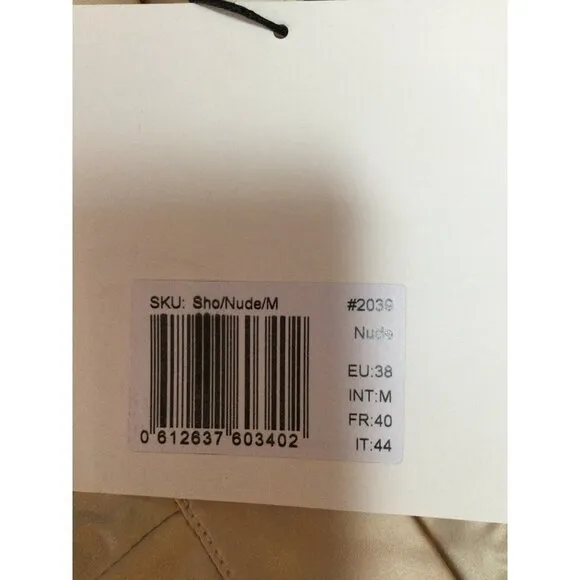 SKU: Sho/Nude/M
#2039
Nude
EU:38
INT:M
FR:40
IT:44
0 612637 603402